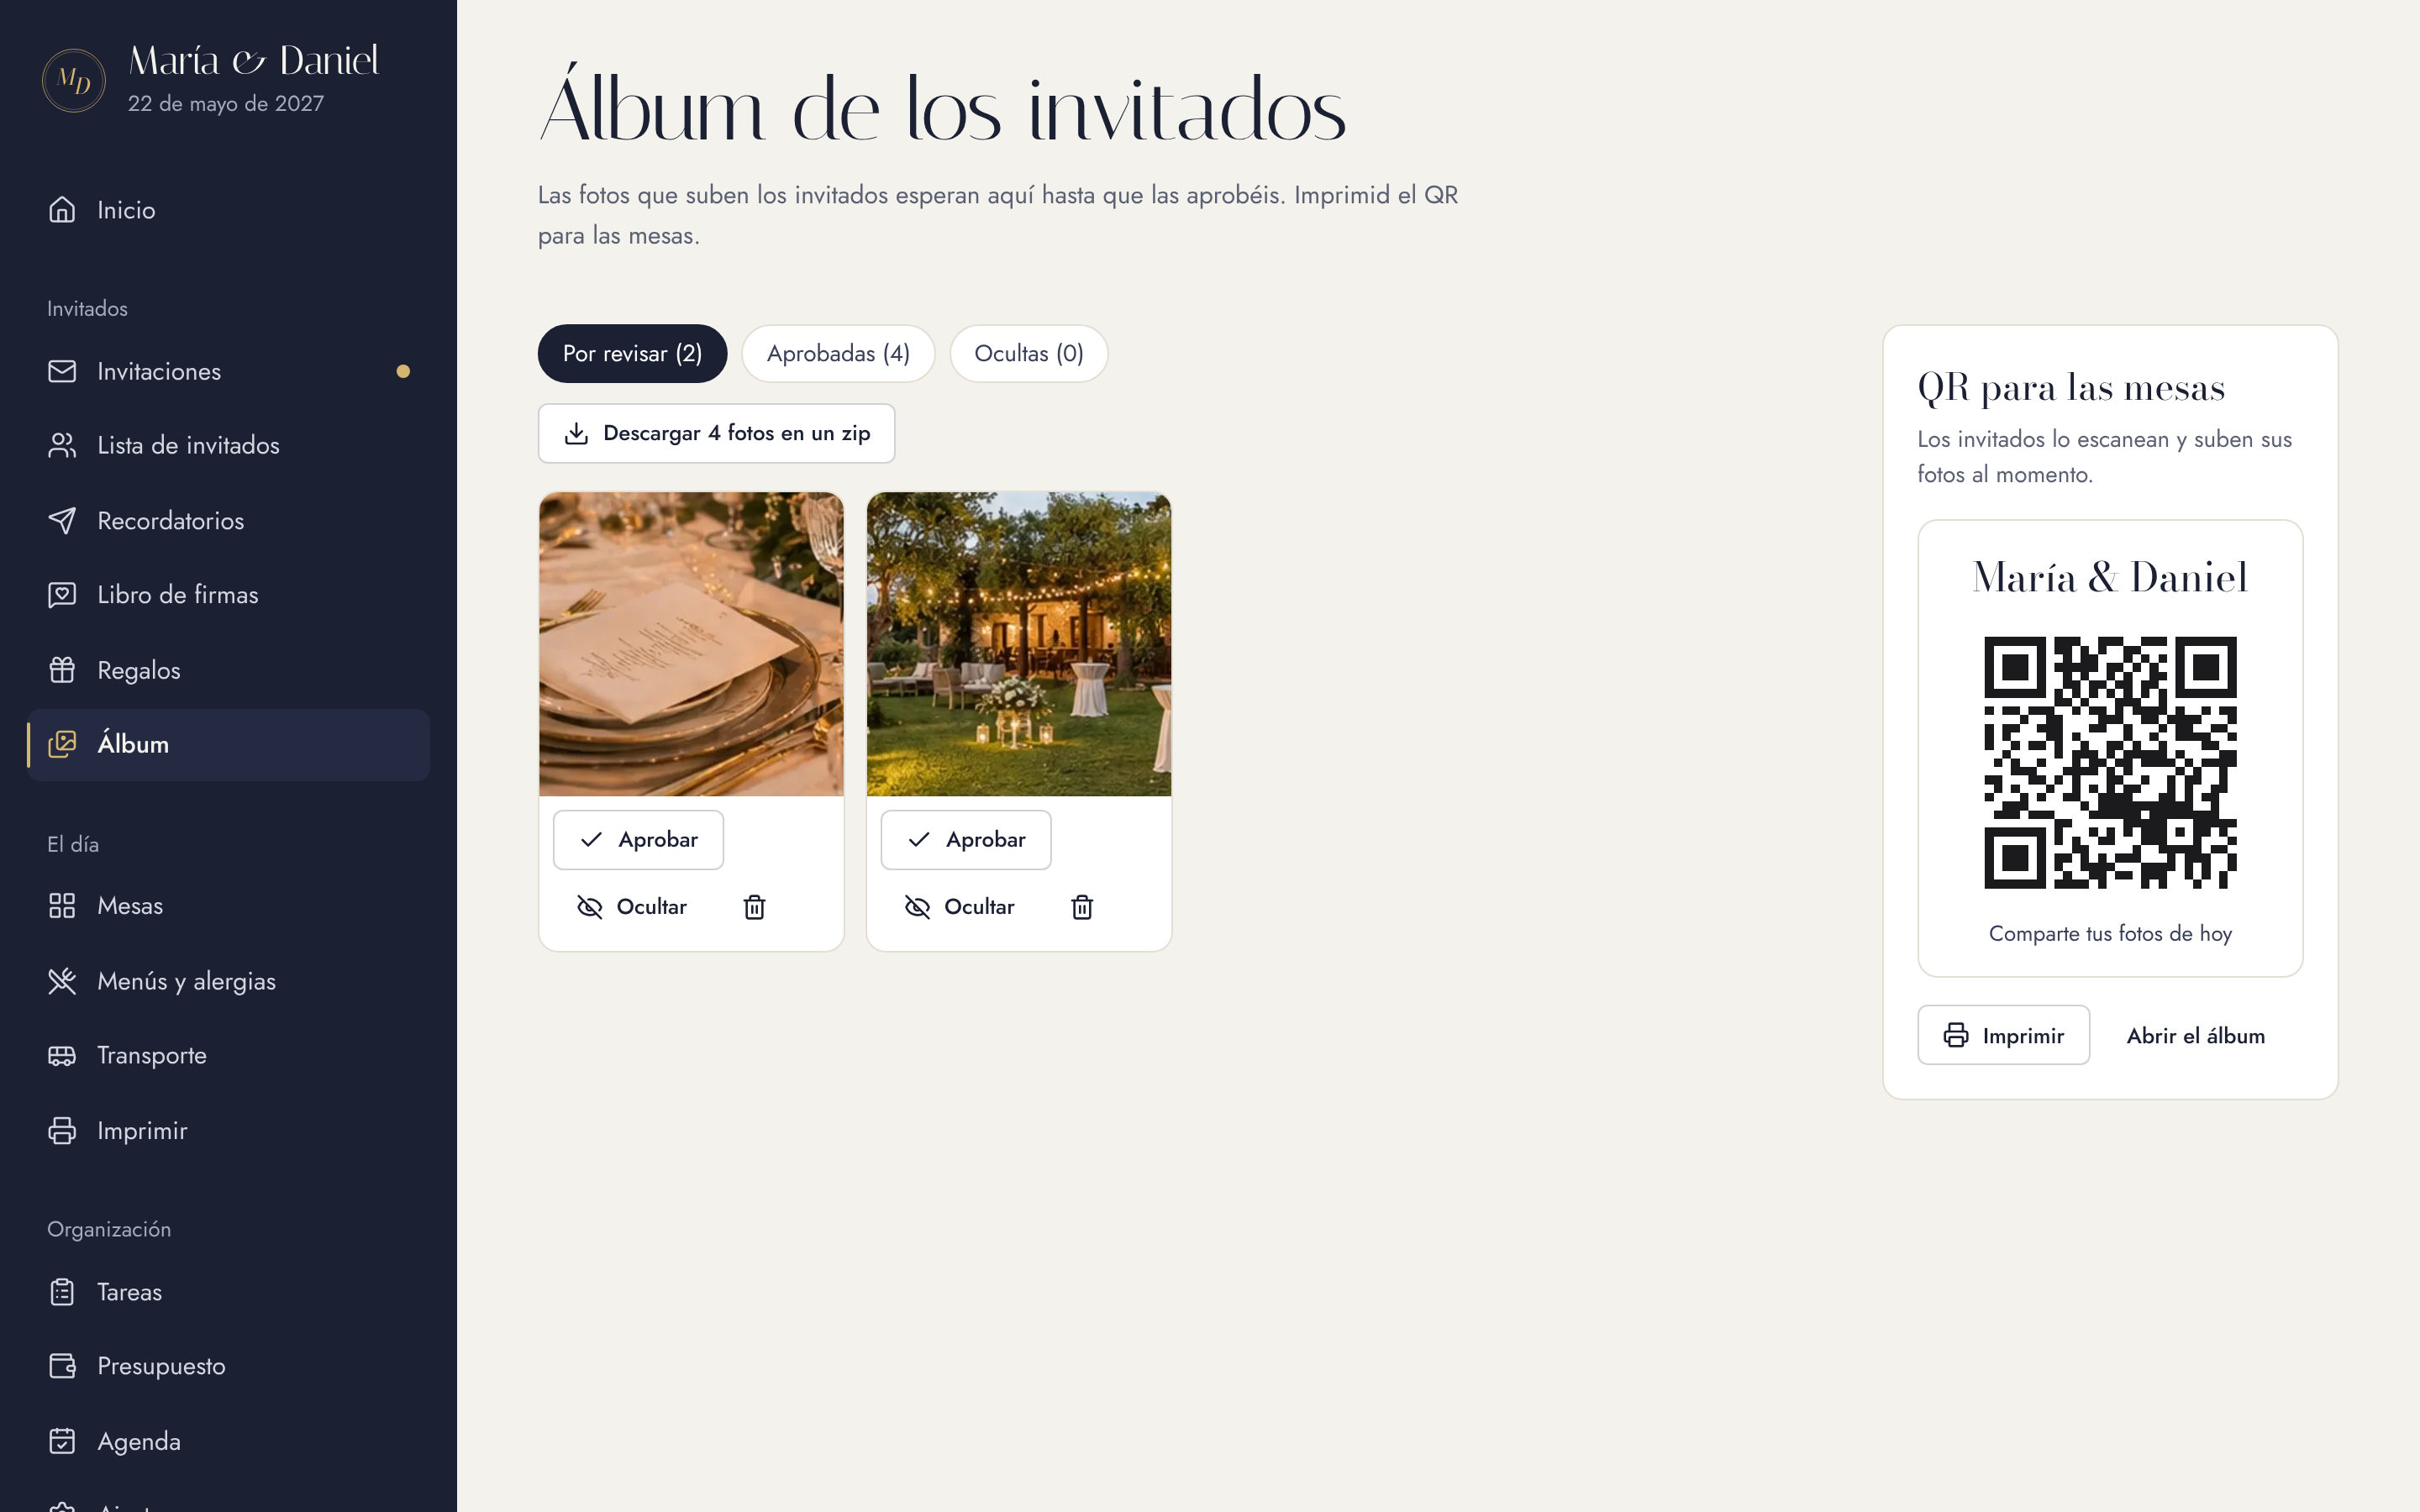 MD
María & Daniel
22 de mayo de 2027
Inicio
Invitados
Invitaciones
Lista de invitados
Recordatorios
Libro de firmas
Regalos
Álbum
El día
Mesas
Menús y alergias
Transporte
Imprimir
Organización
Tareas
Presupuesto
Agenda
Álbum de los invitados
Las fotos que suben los invitados esperan aquí hasta que las aprobéis. Imprimid el QR
para las mesas.
Por revisar (2)
Aprobadas (4)
Ocultas (0)
Descargar 4 fotos en un zip
Aprobar
Ocultar
Aprobar
Ocultar
QR para las mesas
Los invitados lo escanean y suben sus
fotos al momento.
María & Daniel
Comparte tus fotos de hoy
Imprimir
Abrir el álbum